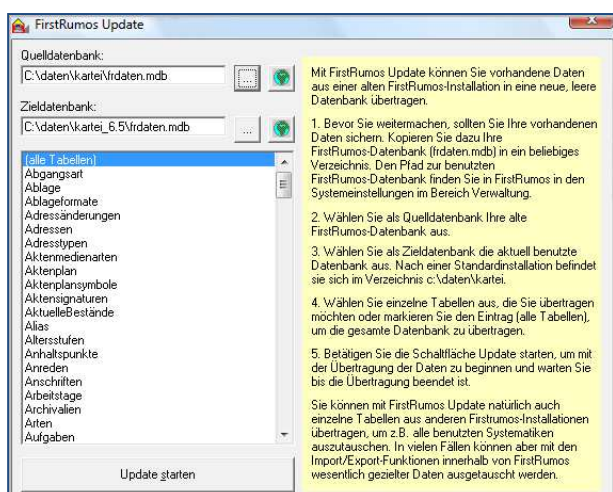 FirstRumos Update
Quelldatenbank:
C:\daten\kartei\frdaten.mdb
...
Zieldatenbank:
C:\daten\kartei_6.5\frdaten.mdb
...
(alle Tabellen)
Abgangsart
Ablage
Ablageformate
Adressänderungen
Adressen
Adresstypen
Aktenmedienarten
Aktenplan
Aktenplansymbole
Aktensignaturen
AktuelleBestände
Alias
Altersstufen
Anhaltspunkte
Anreden
Anschriften
Arbeitstage
Archivalien
Arten
Aufgaben
Update starten
Mit FirstRumos Update können Sie vorhandene Daten
aus einer alten FirstRumos-Installation in eine neue, leere
Datenbank übertragen.
1. Bevor Sie weitermachen, sollten Sie Ihre vorhandenen
Daten sichern. Kopieren Sie dazu Ihre
FirstRumos-Datenbank (frdaten.mdb) in ein beliebiges
Verzeichnis. Den Pfad zur benutzten
FirstRumos-Datenbank finden Sie in FirstRumos in den
Systemeinstellungen im Bereich Verwaltung.
2. Wählen Sie als Quelldatenbank Ihre alte
FirstRumos-Datenbank aus.
3. Wählen Sie als Zieldatenbank die aktuell benutzte
Datenbank aus. Nach einer Standardinstallation befindet
sie sich im Verzeichnis c:\daten\kartei.
4. Wählen Sie einzelne Tabellen aus, die Sie übertragen
möchten oder markieren Sie den Eintrag (alle Tabellen),
um die gesamte Datenbank zu übertragen.
5. Betätigen Sie die Schaltfläche Update starten, um mit
der Übertragung der Daten zu beginnen und warten Sie
bis die Übertragung beendet ist.
Sie können mit FirstRumos Update natürlich auch
einzelne Tabellen aus anderen Firstrumos-Installationen
übertragen, um z.B. alle benutzten Systematiken
auszutauschen. In vielen Fällen können aber mit den
Import/Export-Funktionen innerhalb von FirstRumos
wesentlich gezielter Daten ausgetauscht werden.